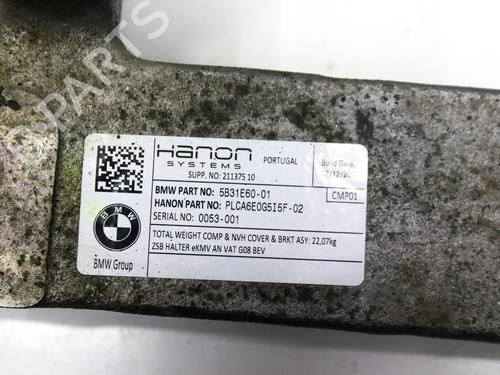 Hanon
SYSTEMS
PORTUGAL
SUPP. NO: 211375 10
Build Date:
BMW PART NO: 5B31E60-01
CMP01
HANON PART NO: PLCA6E0G5I5F-02
SERIAL NO: 0053-001
TOTAL WEIGHT COMP & NVH COVER & BRKT ASY: 22,07kg
ZSB HALTER eKMV AN VAT G08 BEV
BMW
BMW Group
B-PARTS